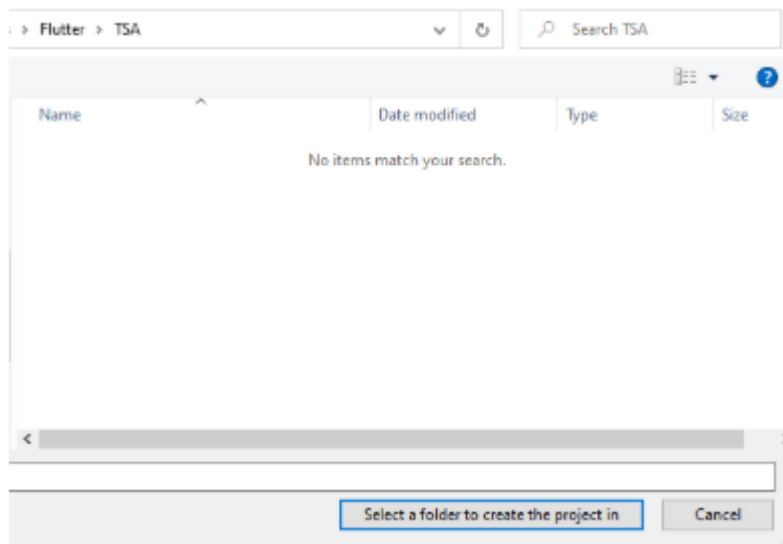 > Flutter > TSA
Search TSA
Name Date modified Type Size
No items match your search.
Select a folder to create the project in Cancel